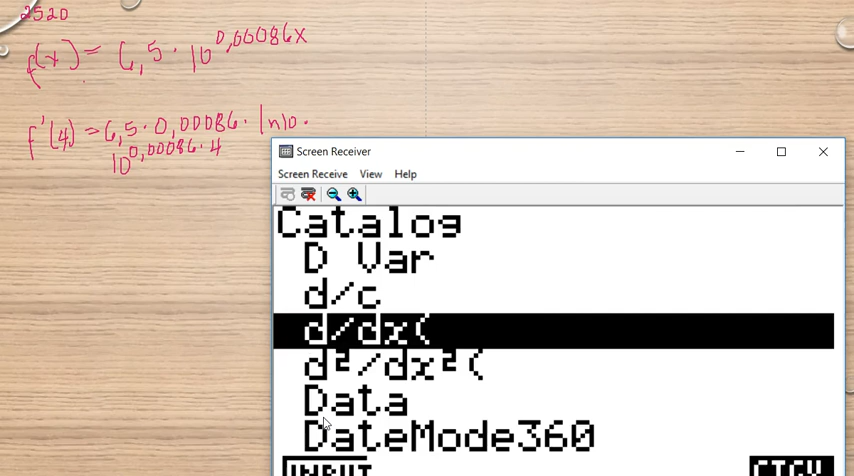 2520
f(x) = 6,5 · 10^0,00086x
f'(4) = 6,5 · 0,00086 · ln10 ·
10^0,00086 · 4
Screen Receiver
Screen Receive View Help
Catalog
D Var
d/c
d/dx(
d²/dx²(
Data
DateMode360
INPUT CTGY